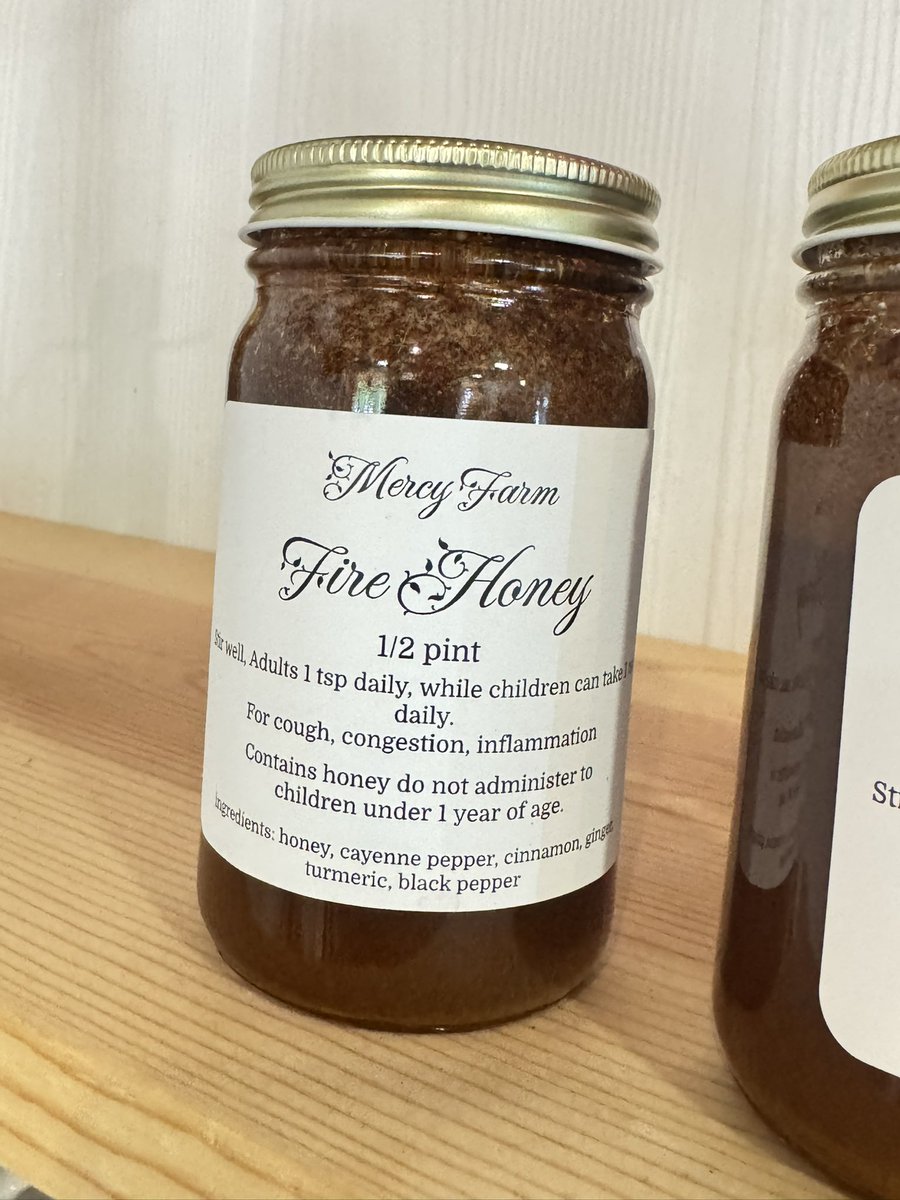 Mercy Farm
Fire Honey
1/2 pint
Stir well, Adults 1 tsp daily, while children can take
daily.
For cough, congestion, inflammation
Contains honey do not administer to
children under 1 year of age.
Ingredients: honey, cayenne pepper, cinnamon, ginger,
turmeric, black pepper